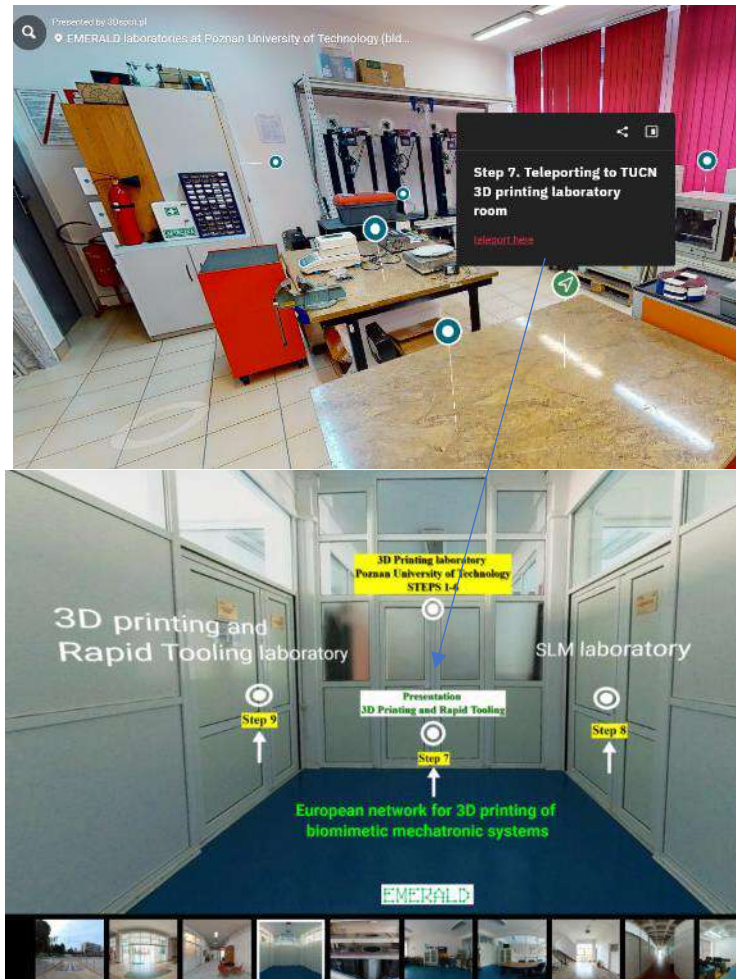 Presented by 3Dspot.pl
EMERALD laboratories at Poznan University of Technology (bld...
Step 7. Teleporting to TUCN
3D printing laboratory
room
teleport here
3D Printing laboratory
Poznan University of Technology
STEPS 1-6
3D printing and
Rapid Tooling laboratory
SLM laboratory
Presentation
3D Printing and Rapid Tooling
Step 9
Step 7
Step 8
European network for 3D printing of
biomimetic mechatronic systems
EMERALD